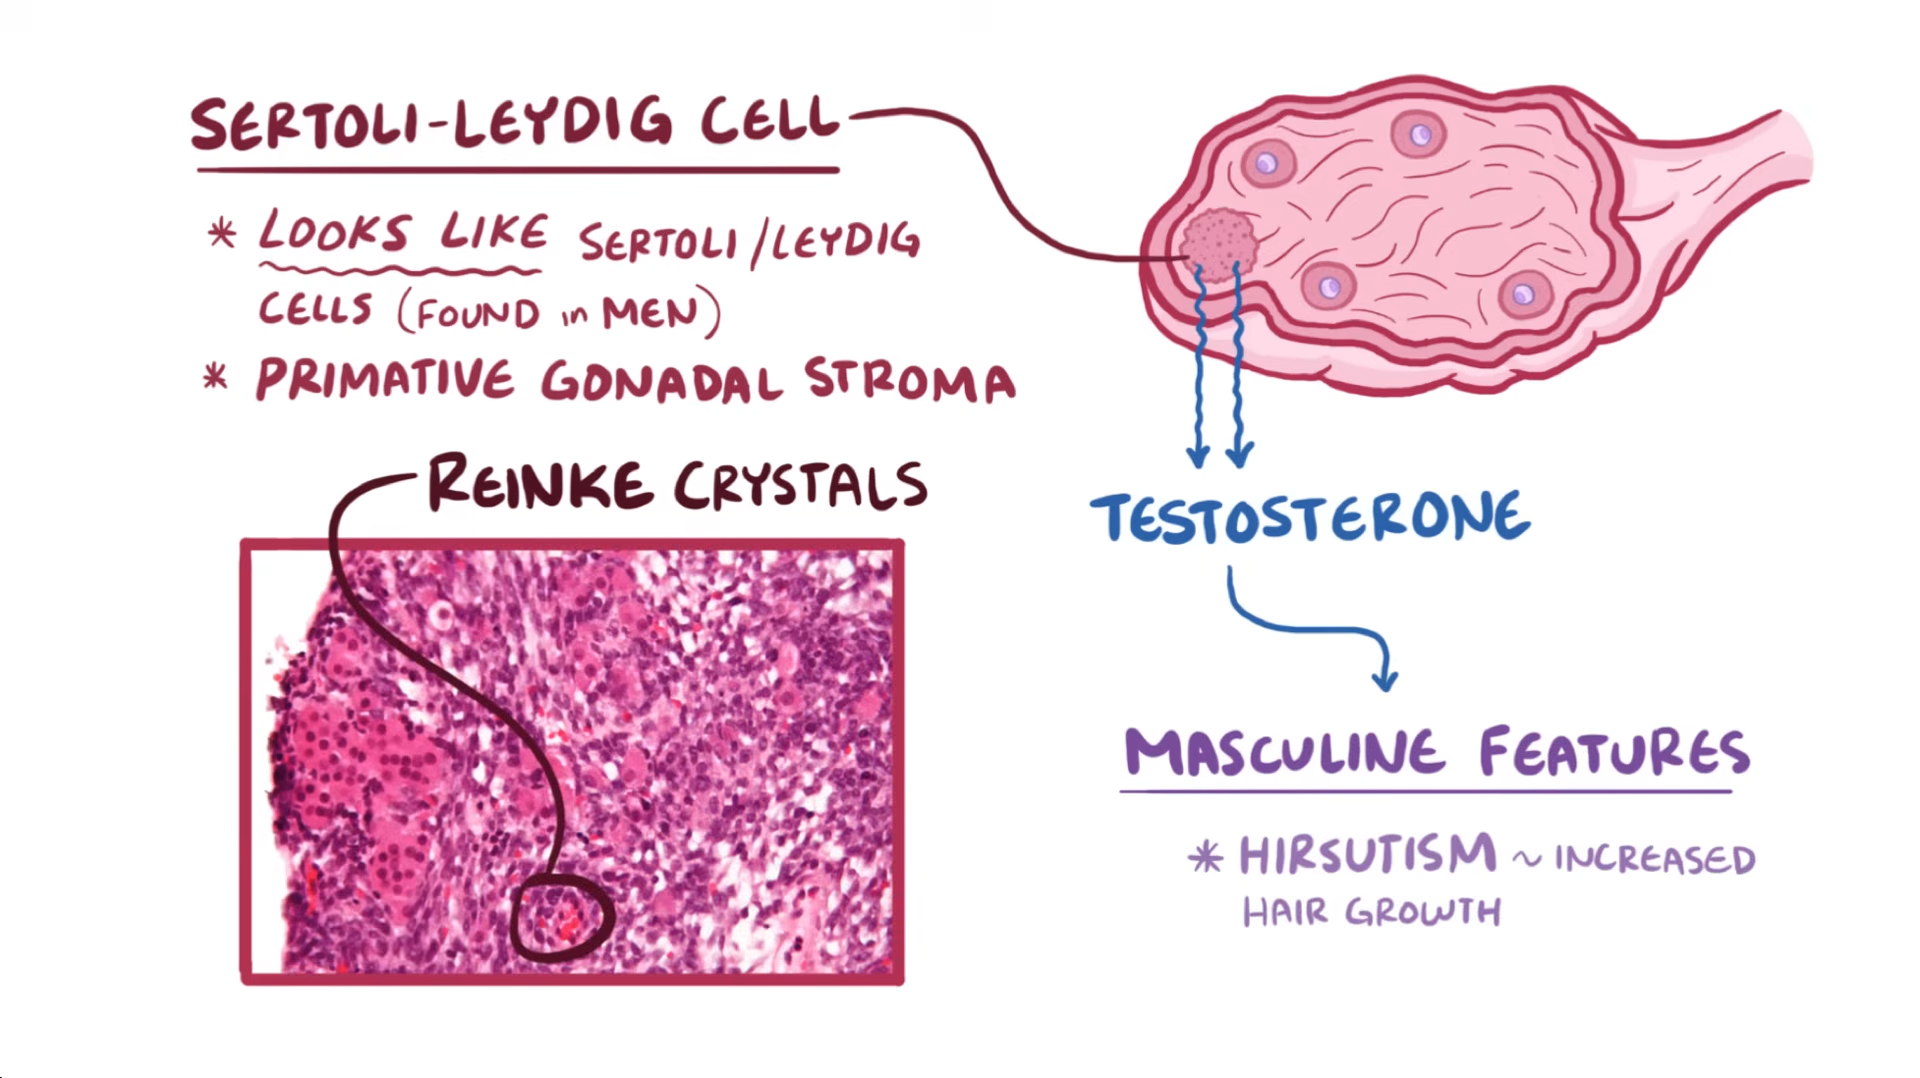 SERTOLI-LEYDIG CELL
* LOOKS LIKE SERTOLI/LEYDIG
CELLS (FOUND in MEN)
* PRIMATIVE GONADAL STROMA
REINKE CRYSTALS
TESTOSTERONE
MASCULINE FEATURES
* HIRSUTISM ~ INCREASED
HAIR GROWTH